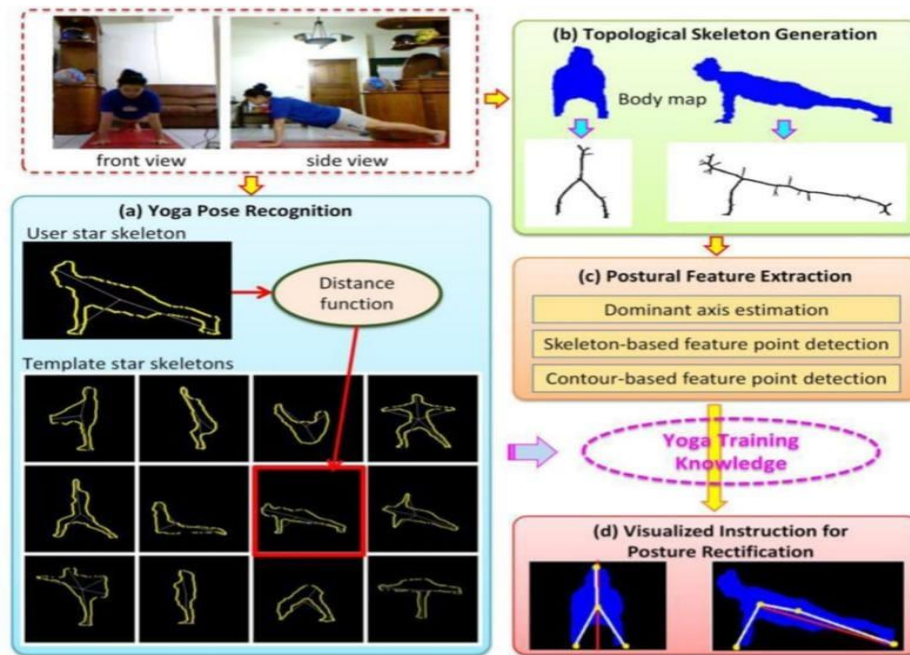 front view
side view
(a) Yoga Pose Recognition
User star skeleton
Distance
function
Template star skeletons
(b) Topological Skeleton Generation
Body map
(c) Postural Feature Extraction
Dominant axis estimation
Skeleton-based feature point detection
Contour-based feature point detection
Yoga Training
Knowledge
(d) Visualized Instruction for
Posture Rectification